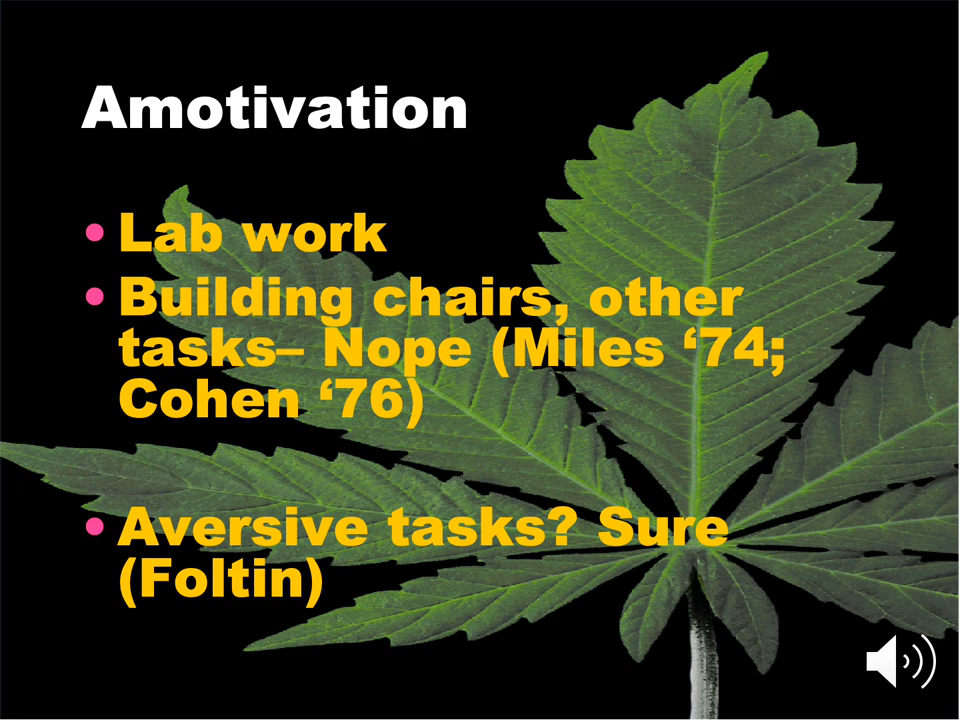 Amotivation
• Lab work
• Building chairs, other
tasks– Nope (Miles ‘74;
Cohen ‘76)
• Aversive tasks? Sure
(Foltin)